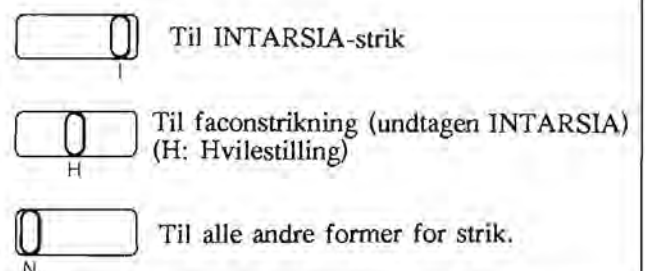 Til INTARSIA-strik
I
Til faconstrikning (undtagen INTARSIA)
(H: Hvilestilling)
H
Til alle andre former for strik.
N